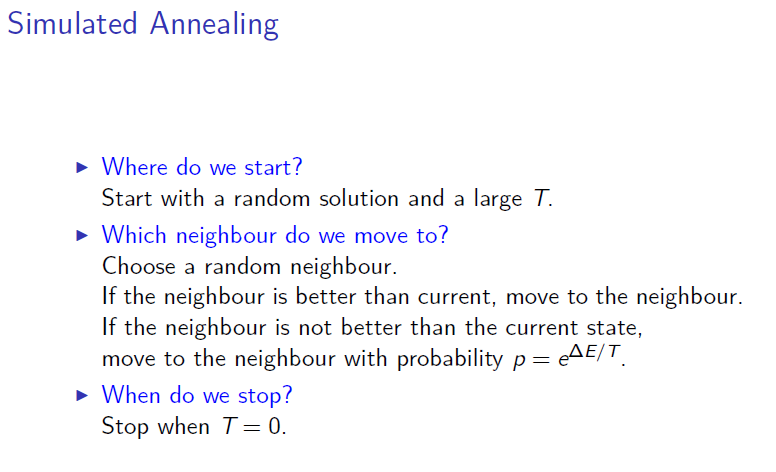 Simulated Annealing
▶ Where do we start?
Start with a random solution and a large T.
▶ Which neighbour do we move to?
Choose a random neighbour.
If the neighbour is better than current, move to the neighbour.
If the neighbour is not better than the current state,
move to the neighbour with probability p = e^{ΔE/T}.
▶ When do we stop?
Stop when T = 0.